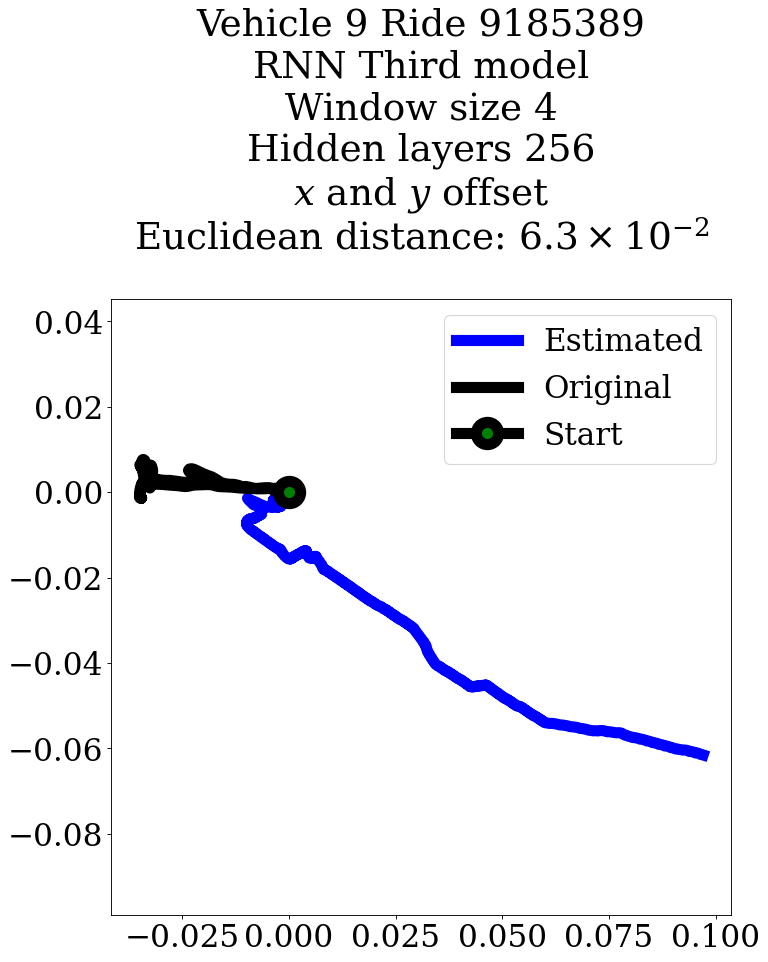 Vehicle 9 Ride 9185389
RNN Third model
Window size 4
Hidden layers 256
x and y offset
Euclidean distance: 6.3 × 10⁻²
Estimated
Original
Start
0.04
0.02
0.00
−0.02
−0.04
−0.06
−0.08
−0.025 0.000 0.025 0.050 0.075 0.100